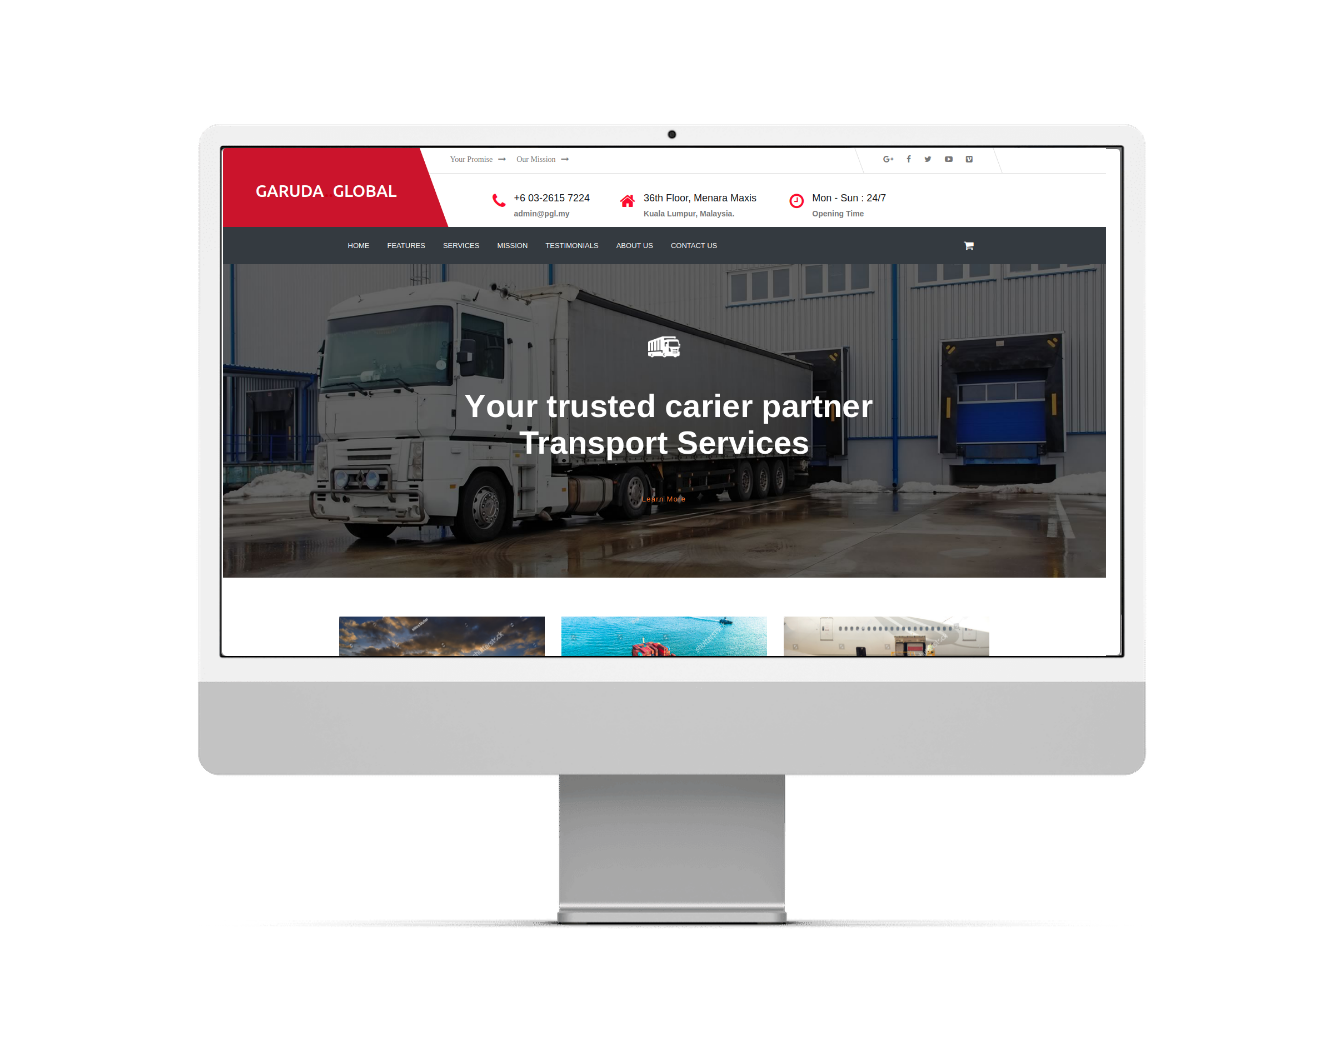 Your Promise
Our Mission
GARUDA GLOBAL
+6 03-2615 7224
admin@pgl.my
36th Floor, Menara Maxis
Kuala Lumpur, Malaysia.
Mon - Sun : 24/7
Opening Time
HOME FEATURES SERVICES MISSION TESTIMONIALS ABOUT US CONTACT US
Your trusted carier partner
Transport Services
Learn More